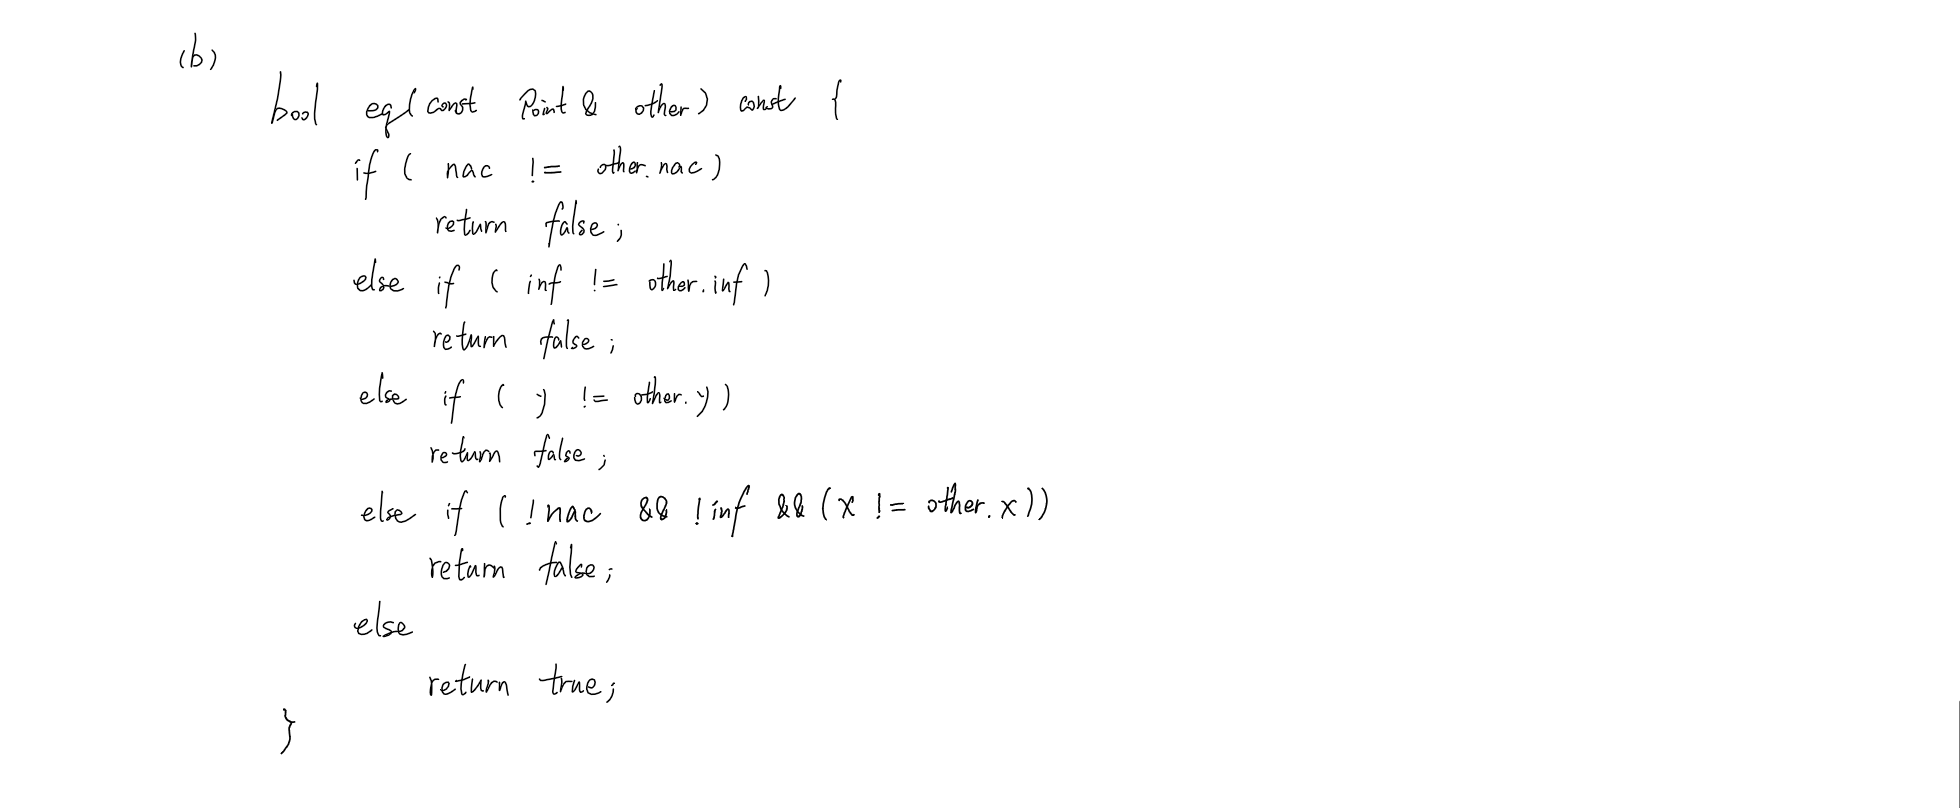 (b)
bool eq(const Point & other) const {
if ( nac != other.nac)
return false;
else if ( inf != other.inf )
return false;
else if ( y != other.y )
return false;
else if ( !nac && !inf && (x != other.x))
return false;
else
return true;
}